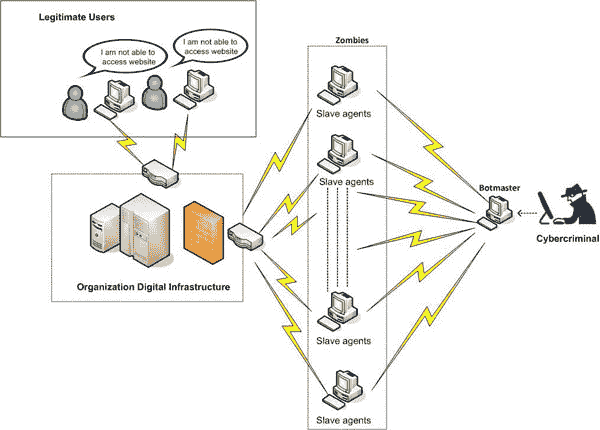 Legitimate Users
I am not able to
access website
I am not able to
access website
Zombies
Slave agents
Slave agents
Botmaster
Cybercriminal
Organization Digital Infrastructure
Slave agents
Slave agents